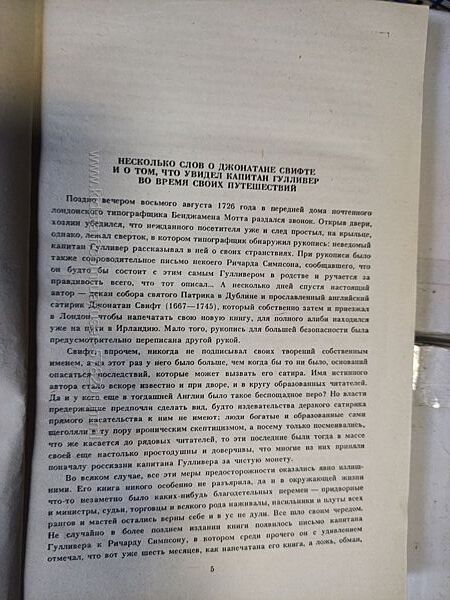 НЕСКОЛЬКО СЛОВ О ДЖОНАТАНЕ СВИФТЕ
И О ТОМ, ЧТО УВИДЕЛ КАПИТАН ГУЛЛИВЕР
ВО ВРЕМЯ СВОИХ ПУТЕШЕСТВИЙ
Поздно вечером восьмого августа 1726 года в передней дома почтенного
лондонского типографщика Бенджамена Мотта раздался звонок. Открыв двери,
хозяин убедился, что нежданного посетителя уже и след простыл, на крыльце,
однако, лежал сверток, в котором типографщик обнаружил рукопись: неведомый
капитан Гулливер рассказывал в ней о своих странствиях. При рукописи было
также сопроводительное письмо некоего Ричарда Симпсона, сообщавшего, что
он будто бы состоит с этим самым Гулливером в родстве и ручается за
правдивость всего, что тот описал... А несколько дней спустя настоящий
автор — декан собора святого Патрика в Дублине и прославленный английский
сатирик Джонатан Свифт (1667—1745), который собственно затем и приезжал
в Лондон, чтобы напечатать свою новую книгу, для полного алиби находился
уже на пути в Ирландию. Мало того, рукопись для большей безопасности была
предусмотрительно переписана другой рукой.
Свифт, впрочем, никогда не подписывал своих творений собственным
именем, а на этот раз у него было больше, чем когда бы то ни было, оснований
опасаться последствий, которые может вызвать его сатира. Имя истинного
автора стало вскоре известно и при дворе, и в кругу образованных читателей.
Да и у кого еще в тогдашней Англии было такое беспощадное перо? Но власти
предержащие предпочли сделать вид, будто издевательства дерзкого сатирика
прямого касательства к ним не имеют; люди богатые и образованные сами
щеголяли в ту пору ироническим скептицизмом, а посему только посмеивались,
что же касается до рядовых читателей, то эти последние были тогда в массе
своей еще настолько простодушны и доверчивы, что многие из них приняли
поначалу россказни капитана Гулливера за чистую монету.
Во всяком случае, все эти меры предосторожности оказались явно излиш-
ними. Его книга никого особенно не разъярила, да и в окружающей жизни
что-то незаметно было каких-нибудь благодетельных перемен — придворные
и министры, судьи, торговцы и всякого рода наживалы, насильники и плуты всех
рангов и мастей остались верны себе и в ус не дули. Все шло своим чередом.
Не случайно в более позднем издании книги появилось письмо капитана
Гулливера к Ричарду Симпсону, в котором среди прочего он с удивлением
отмечал, что вот уже шесть месяцев, как напечатана его книга, а ложь, обман,
5